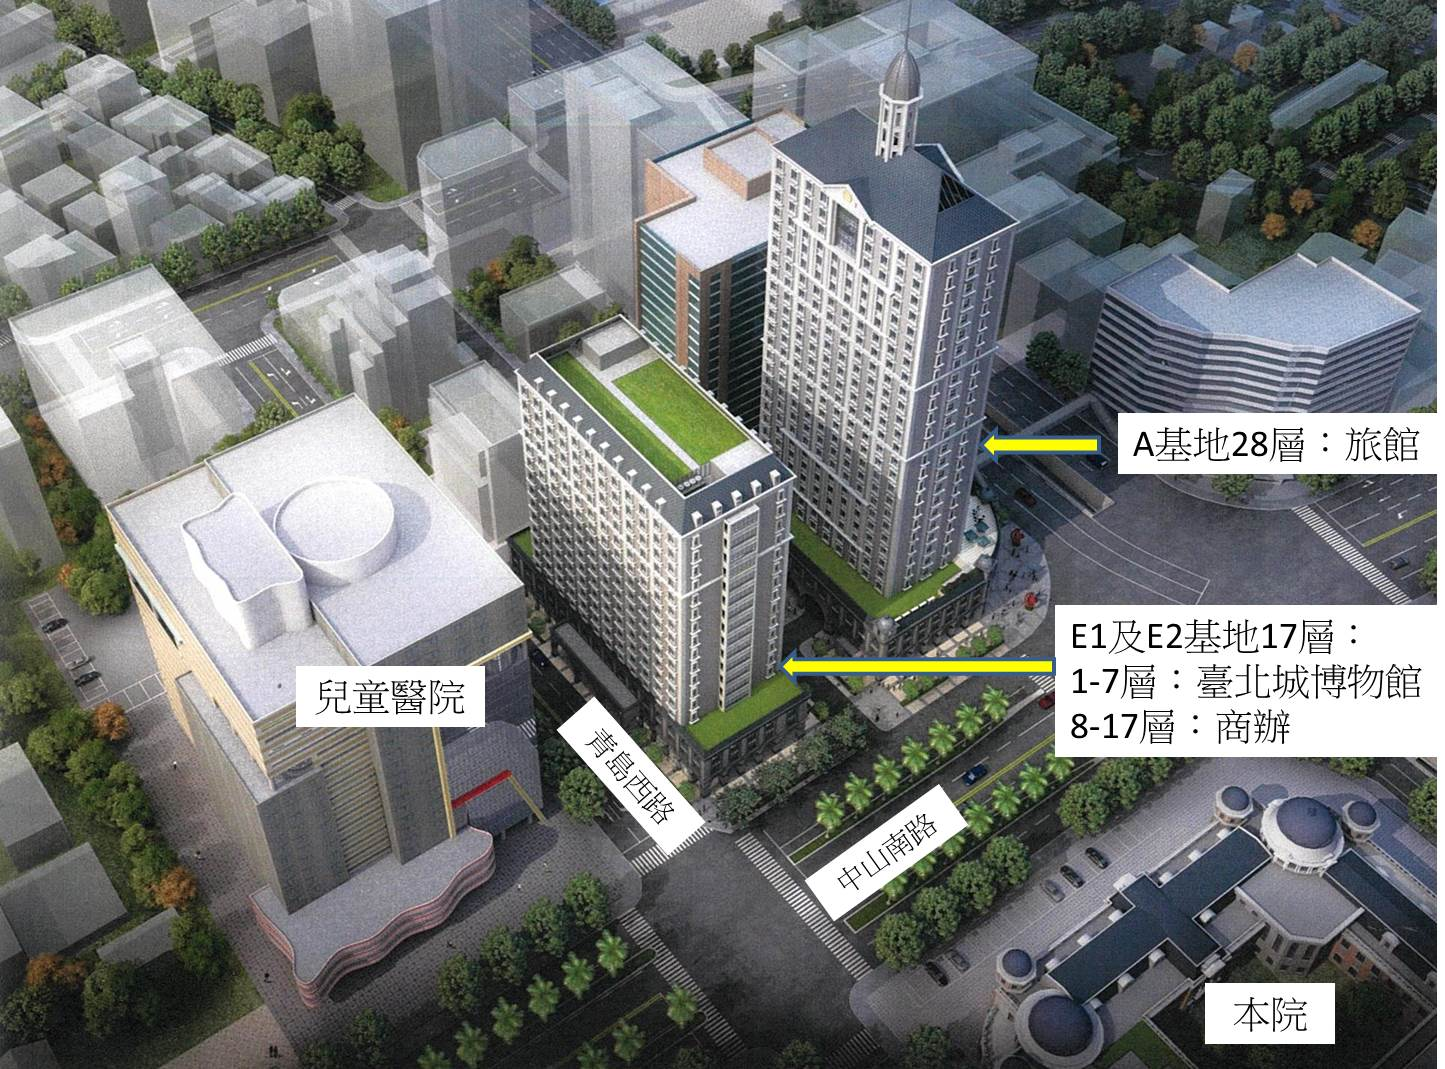 A基地28層：旅館
E1及E2基地17層：
1-7層：臺北城博物館
8-17層：商辦
兒童醫院
青島西路
中山南路
本院